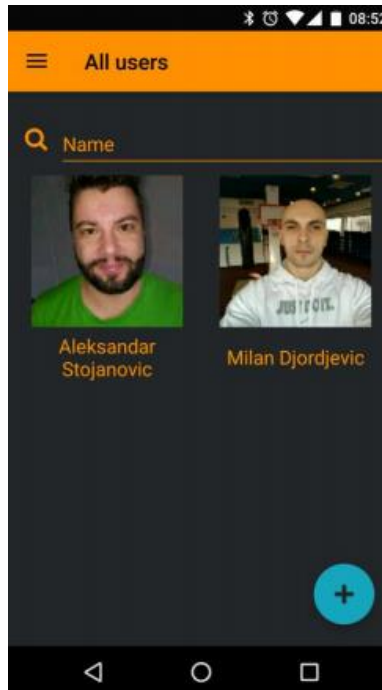 08:52
All users
Name
JUST DO IT.
Aleksandar
Stojanovic
Milan Djordjevic
+